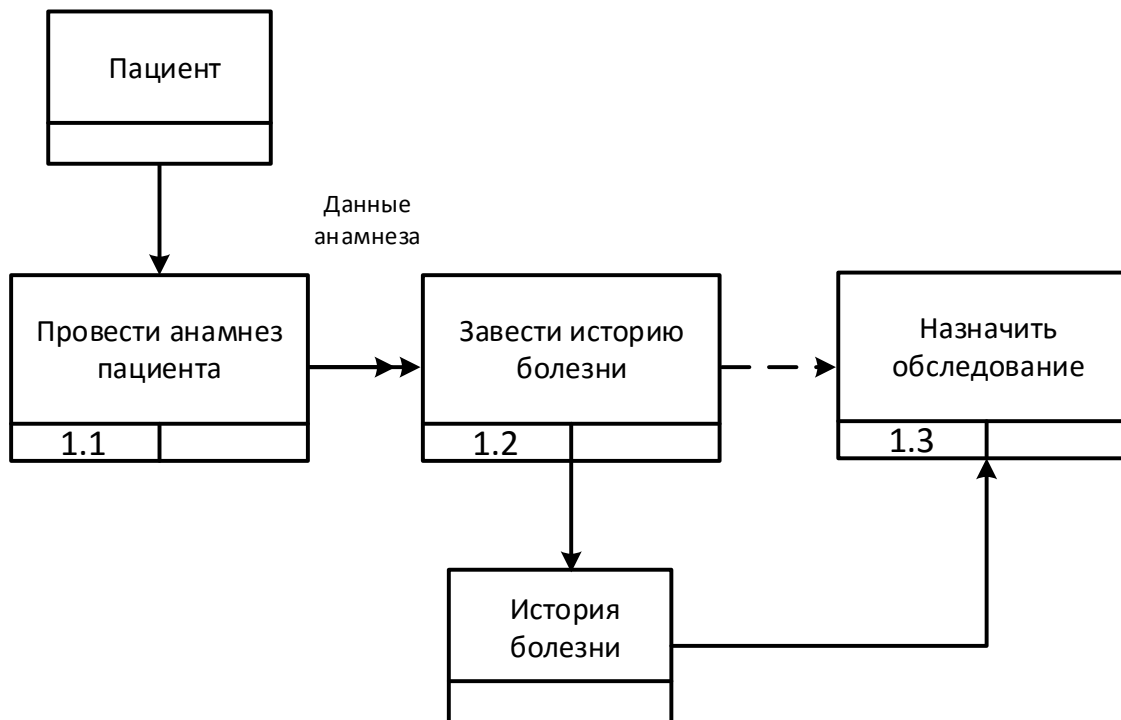 Пациент
Данные
анамнеза
Провести анамнез
пациента
1.1
Завести историю
болезни
1.2
Назначить
обследование
1.3
История
болезни